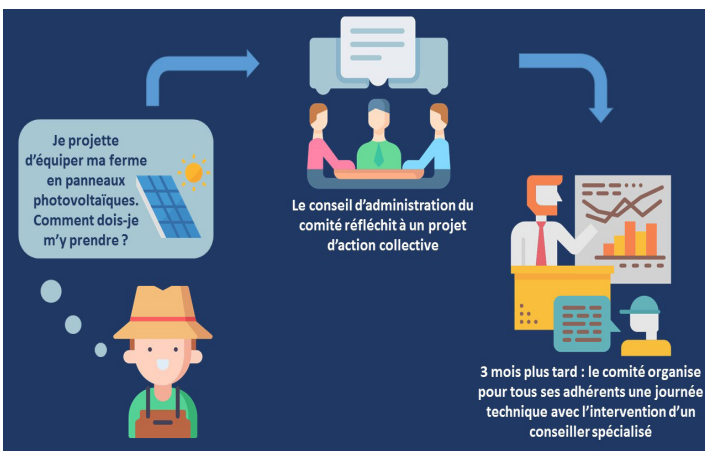 Je projette
d'équiper ma ferme
en panneaux
photovoltaïques.
Comment dois-je
m'y prendre ?
Le conseil d'administration du
comité réfléchit à un projet
d'action collective
3 mois plus tard : le comité organise
pour tous ses adhérents une journée
technique avec l'intervention d'un
conseiller spécialisé